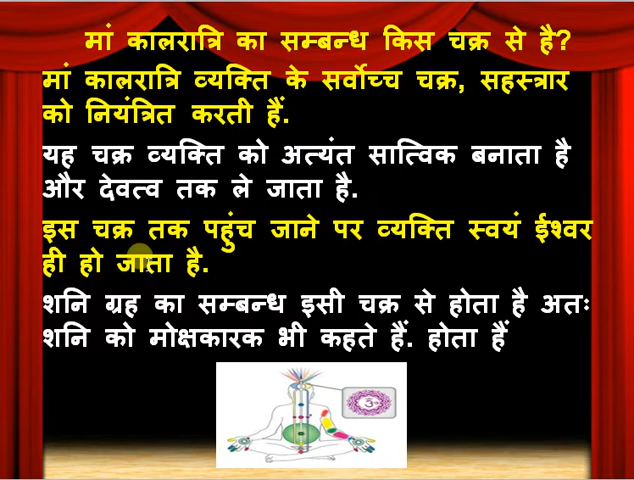 मां कालरात्रि का सम्बन्ध किस चक्र से है?
मां कालरात्रि व्यक्ति के सर्वोच्च चक्र, सहस्त्रार
को नियंत्रित करती हैं.
यह चक्र व्यक्ति को अत्यंत सात्विक बनाता है
और देवत्व तक ले जाता है.
इस चक्र तक पहुंच जाने पर व्यक्ति स्वयं ईश्वर
ही हो जाता है.
शनि ग्रह का सम्बन्ध इसी चक्र से होता है अतः
शनि को मोक्षकारक भी कहते हैं. होता हैं
ॐ